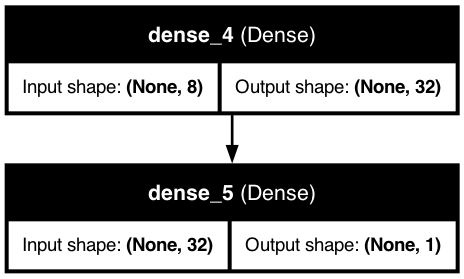 dense_4 (Dense)
Input shape: (None, 8) Output shape: (None, 32)
dense_5 (Dense)
Input shape: (None, 32) Output shape: (None, 1)